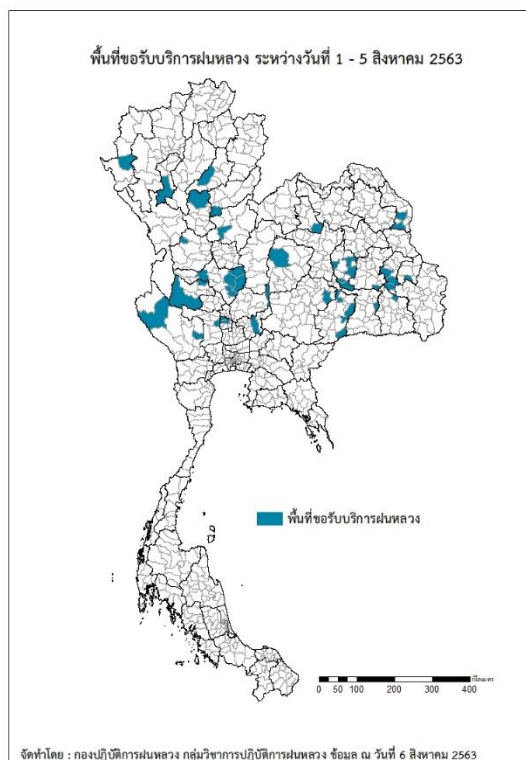 พื้นที่ขอรับบริการฝนหลวง ระหว่างวันที่ 1 - 5 สิงหาคม 2563
พื้นที่ขอรับบริการฝนหลวง
กิโลเมตร
0 50 100 200 300 400
จัดทำโดย : กองปฏิบัติการฝนหลวง กลุ่มวิชาการปฏิบัติการฝนหลวง ข้อมูล ณ วันที่ 6 สิงหาคม 2563